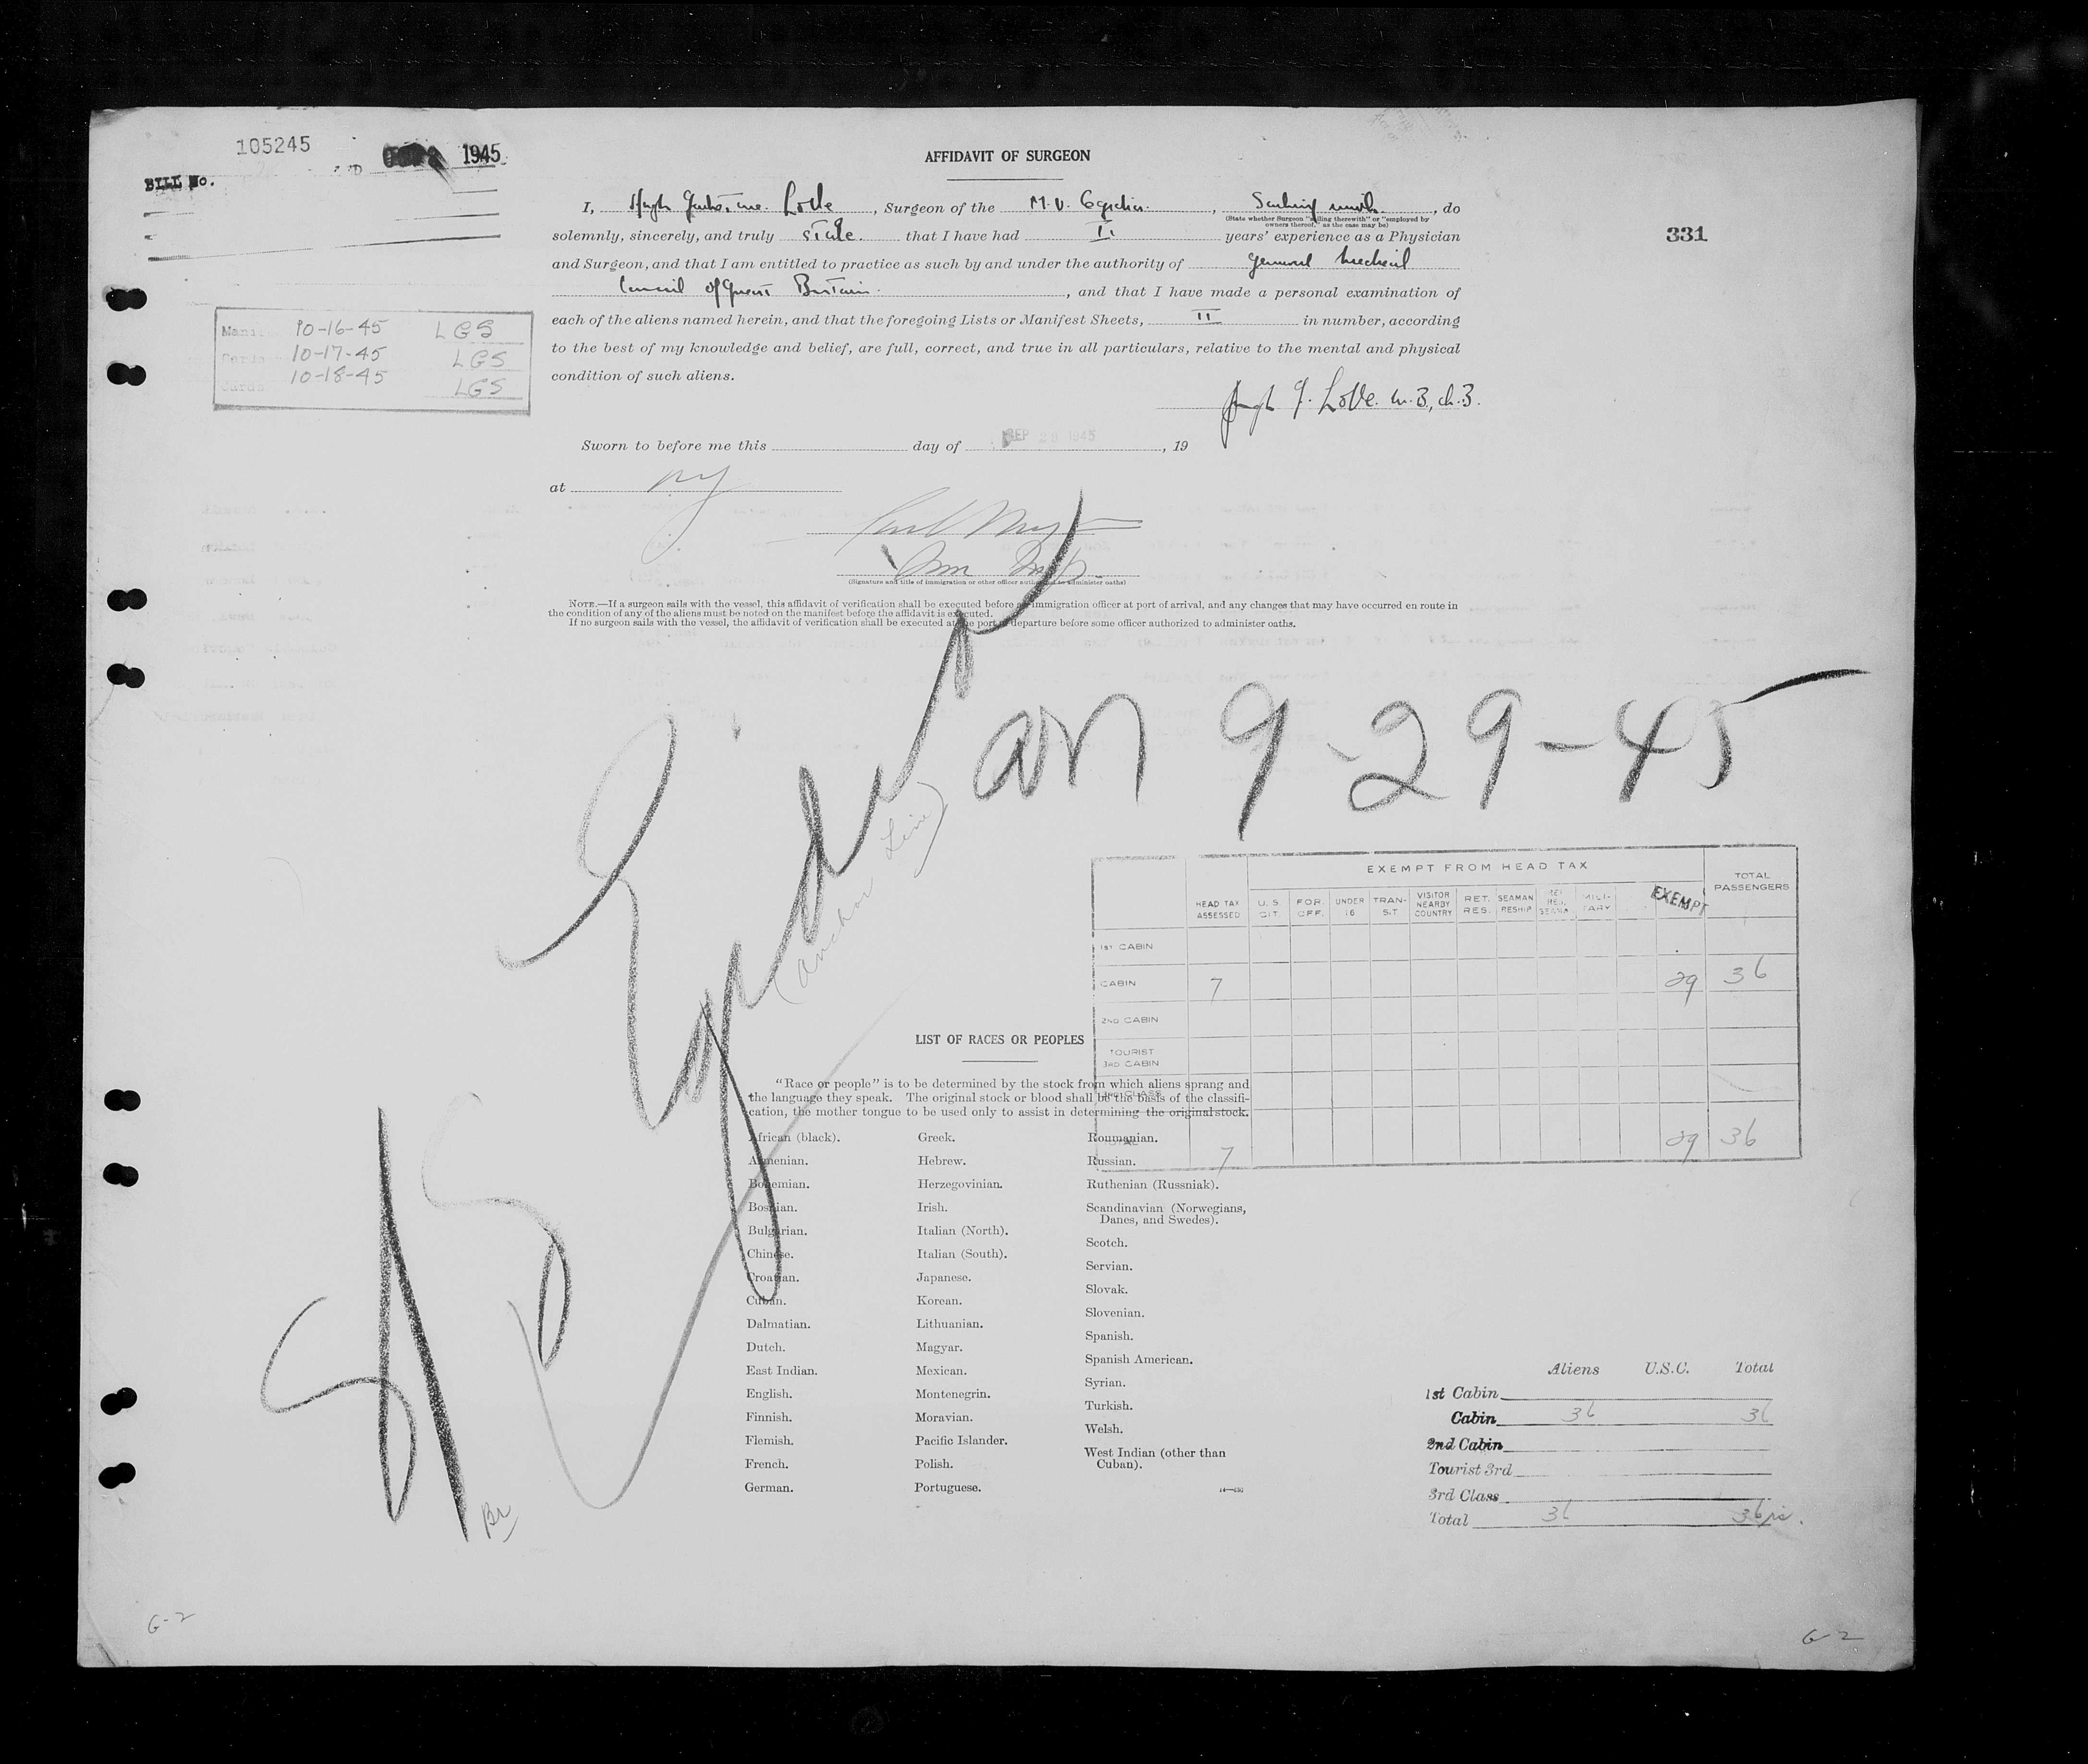 105245
1945
BILL No.
AFFIDAVIT OF SURGEON
331
I, Hugh Love, Surgeon of the M.V. Egidia, Sailing with, do
(State whether Surgeon "sailing therewith" or "employed by
owners thereof," as the case may be)
solemnly, sincerely, and truly state that I have had II years' experience as a Physician
and Surgeon, and that I am entitled to practice as such by and under the authority of General Medical
Council of Great Britain, and that I have made a personal examination of
each of the aliens named herein, and that the foregoing Lists or Manifest Sheets, II in number, according
to the best of my knowledge and belief, are full, correct, and true in all particulars, relative to the mental and physical
condition of such aliens.
10-16-45 LGS
10-17-45 LGS
Cards 10-18-45 LGS
Hugh J. Love. M.B, ch.B.
Sworn to before me this day of SEP 29 1945, 19
at NY
(Signature and title of immigration or other officer authorized to administer oaths)
NOTE.—If a surgeon sails with the vessel, this affidavit of verification shall be executed before an immigration officer at port of arrival, and any changes that may have occurred en route in
the condition of any of the aliens must be noted on the manifest before the affidavit is executed.
If no surgeon sails with the vessel, the affidavit of verification shall be executed at the port of departure before some officer authorized to administer oaths.
SS Egidia arr 9-29-45
(Anchor Line)
EXEMPT FROM HEAD TAX
HEAD TAX ASSESSED U.S. CIT. FOR. OFF. UNDER 16 TRANSIT VISITOR NEARBY COUNTRY RET. RES. SEAMAN RESHIP. MILITARY EXEMPT TOTAL PASSENGERS
1ST CABIN
CABIN 7 29 36
2ND CABIN
TOURIST 3RD CABIN
3RD CLASS
TOTAL 7 29 36
LIST OF RACES OR PEOPLES
"Race or people" is to be determined by the stock from which aliens sprang and
the language they speak. The original stock or blood shall be the basis of the classifi-
cation, the mother tongue to be used only to assist in determining the original stock.
African (black).
Armenian.
Bohemian.
Bosnian.
Bulgarian.
Chinese.
Croatian.
Cuban.
Dalmatian.
Dutch.
East Indian.
English.
Finnish.
Flemish.
French.
German.
Greek.
Hebrew.
Herzegovinian.
Irish.
Italian (North).
Italian (South).
Japanese.
Korean.
Lithuanian.
Magyar.
Mexican.
Montenegrin.
Moravian.
Pacific Islander.
Polish.
Portuguese.
Roumanian.
Russian.
Ruthenian (Russniak).
Scandinavian (Norwegians,
Danes, and Swedes).
Scotch.
Servian.
Slovak.
Slovenian.
Spanish.
Spanish American.
Syrian.
Turkish.
Welsh.
West Indian (other than
Cuban).
Aliens U.S.C. Total
1st Cabin
Cabin 36 36
2nd Cabin
Tourist 3rd
3rd Class
Total 36 36
Br
G-2
G-2